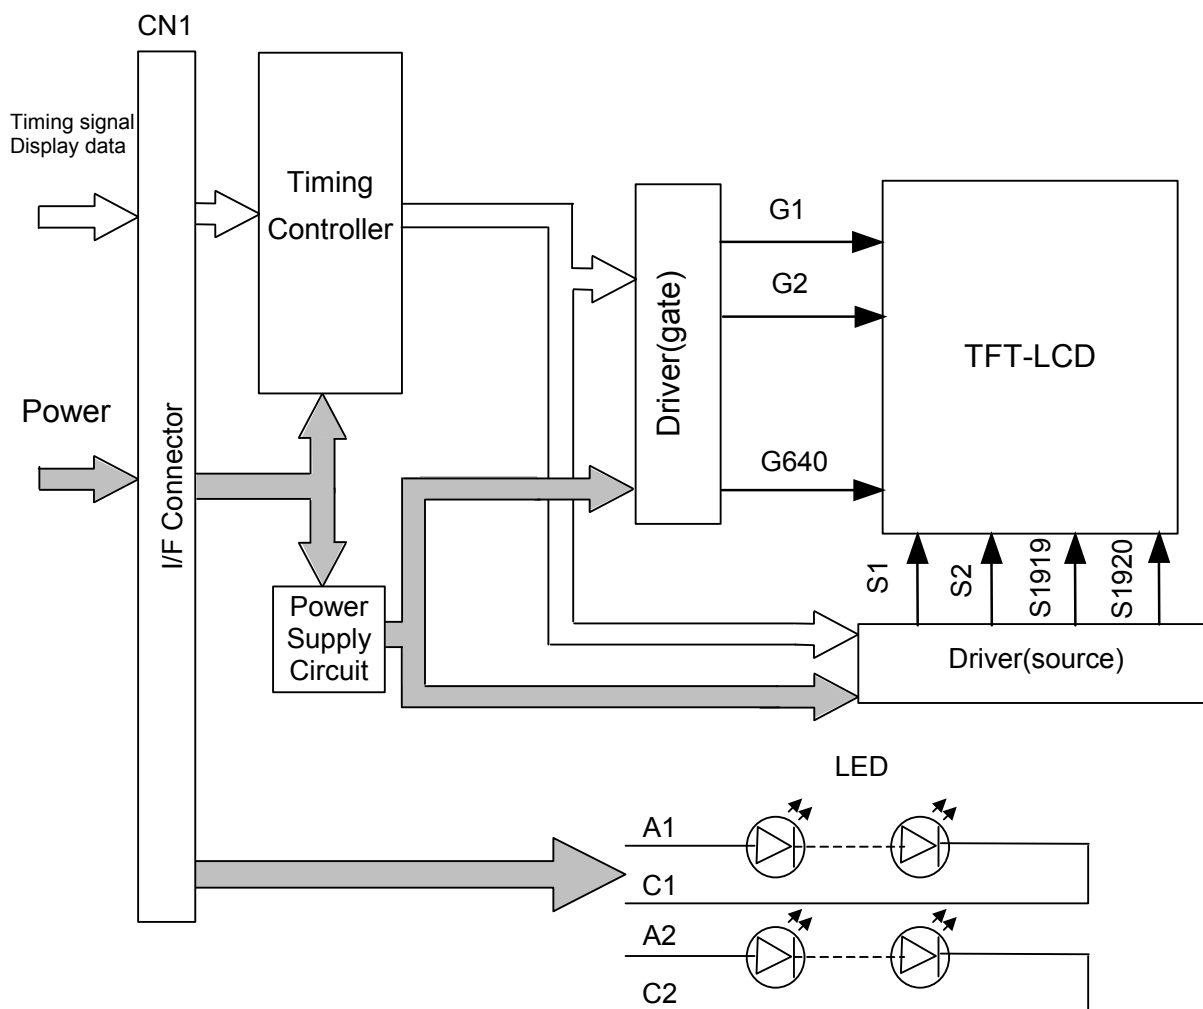 CN1
Timing signal
Display data
Power
I/F Connector
Timing
Controller
Power
Supply
Circuit
Driver(gate)
G1
G2
G640
TFT-LCD
S1
S2
S1919
S1920
Driver(source)
LED
A1
C1
A2
C2